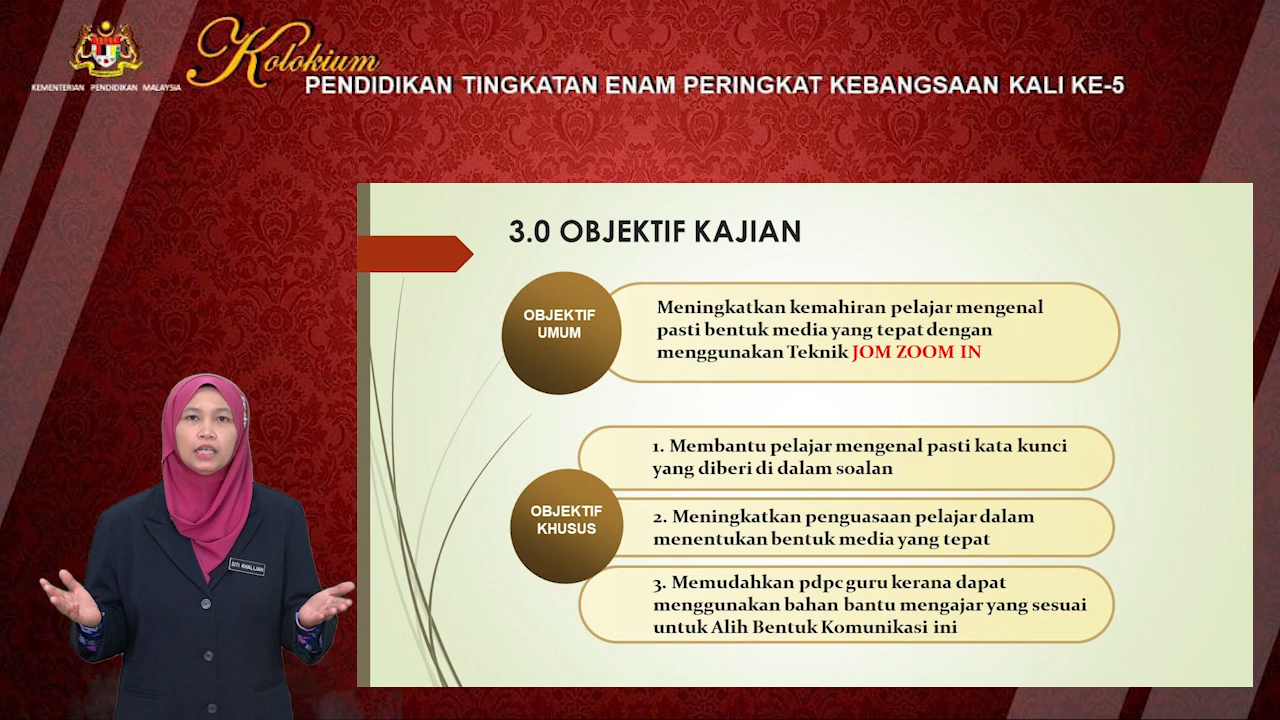 Kolokium
KEMENTERIAN PENDIDIKAN MALAYSIA
PENDIDIKAN TINGKATAN ENAM PERINGKAT KEBANGSAAN KALI KE-5
3.0 OBJEKTIF KAJIAN
OBJEKTIF
UMUM
Meningkatkan kemahiran pelajar mengenal
pasti bentuk media yang tepat dengan
menggunakan Teknik JOM ZOOM IN
OBJEKTIF
KHUSUS
1. Membantu pelajar mengenal pasti kata kunci
yang diberi di dalam soalan
2. Meningkatkan penguasaan pelajar dalam
menentukan bentuk media yang tepat
3. Memudahkan pdpc guru kerana dapat
menggunakan bahan bantu mengajar yang sesuai
untuk Alih Bentuk Komunikasi ini
SITI KHALIJAH